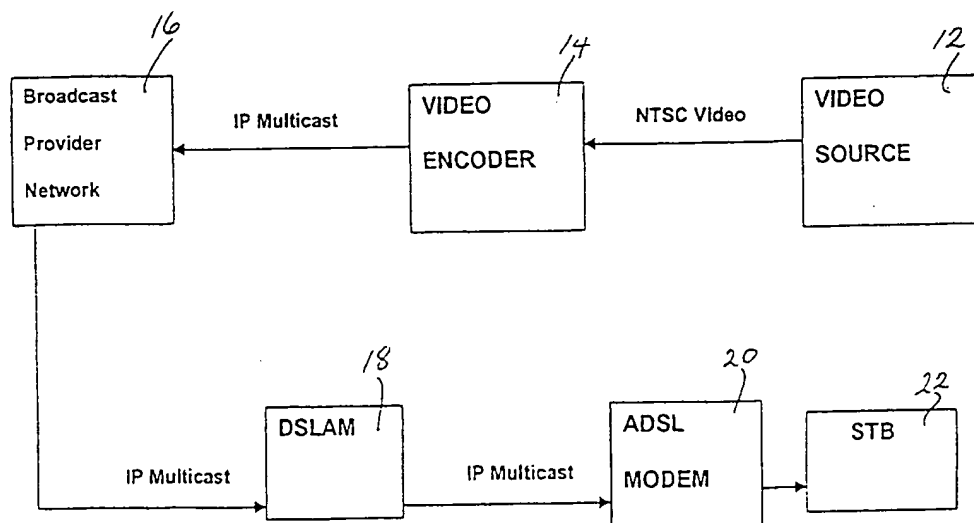 16
14
12
Broadcast
Provider
Network
IP Multicast
VIDEO
ENCODER
NTSC Video
VIDEO
SOURCE
18
20
22
DSLAM
ADSL
MODEM
STB
IP Multicast
IP Multicast